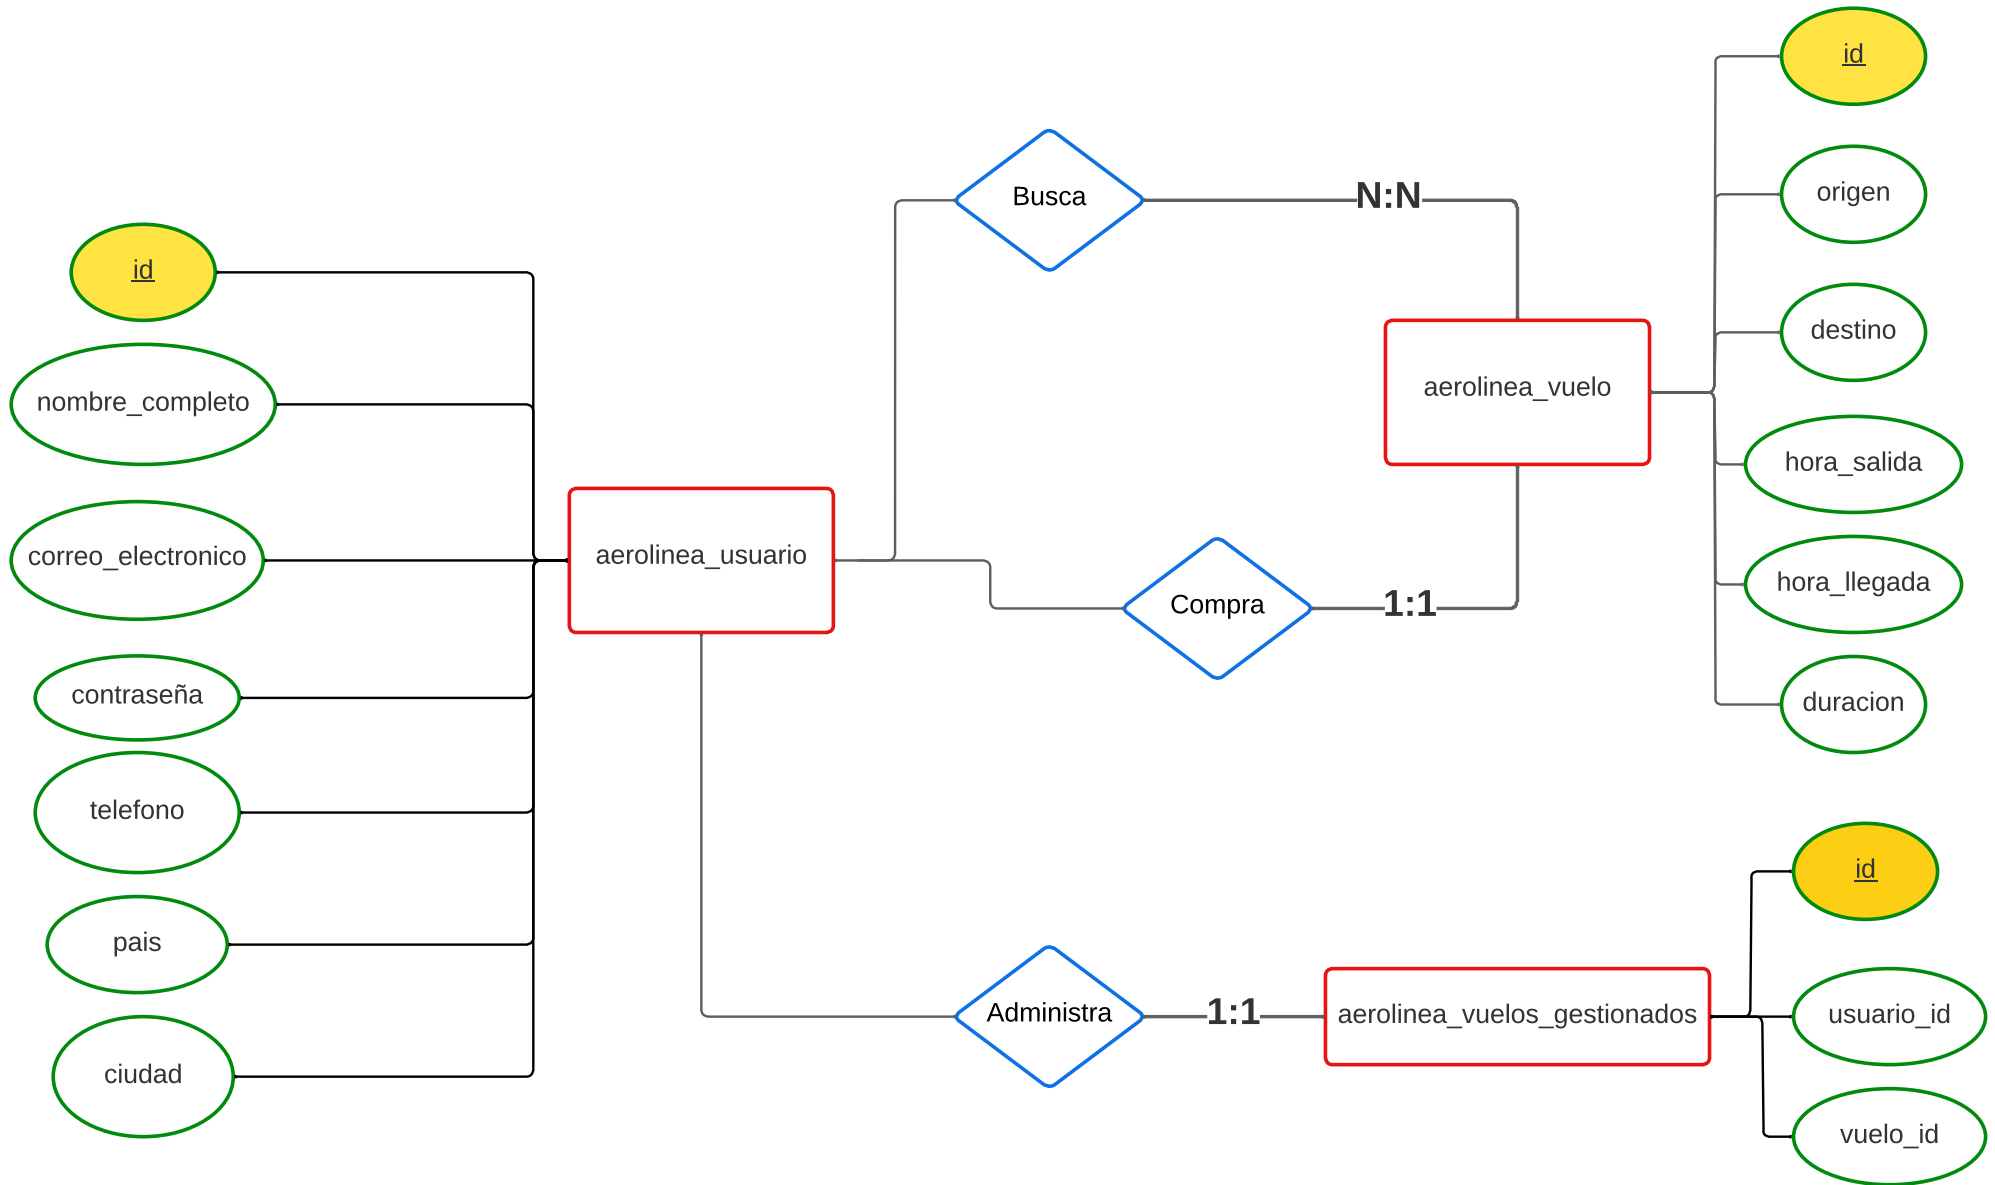 id
nombre_completo
correo_electronico
contraseña
telefono
pais
ciudad
aerolinea_usuario
Busca
N:N
Compra
1:1
Administra
1:1
aerolinea_vuelo
id
origen
destino
hora_salida
hora_llegada
duracion
aerolinea_vuelos_gestionados
id
usuario_id
vuelo_id